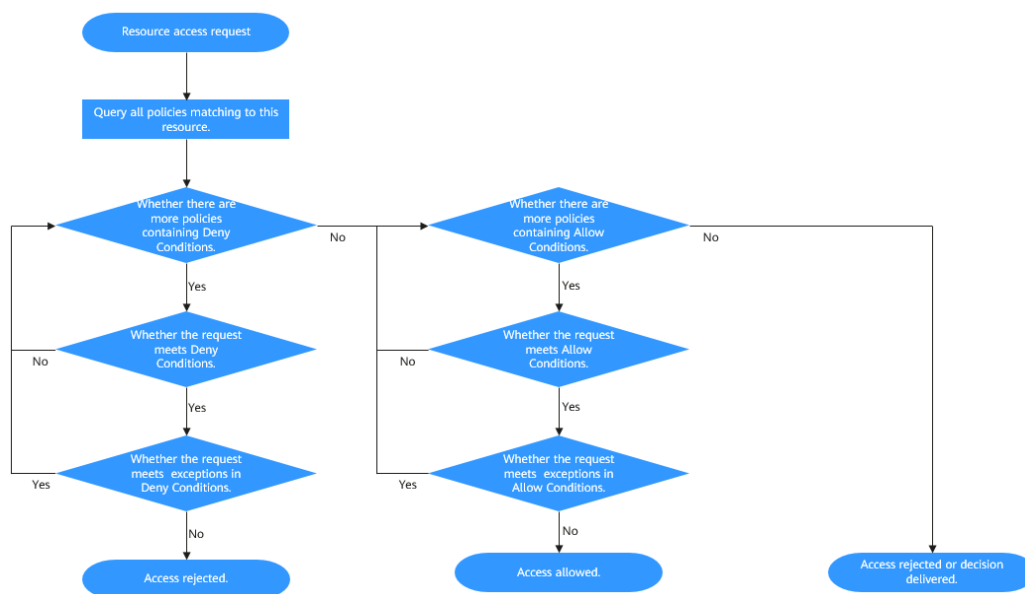 Resource access request
Query all policies matching to this
resource.
Whether there are
more policies
containing Deny
Conditions.
No
Whether there are
more policies
containing Allow
Conditions.
No
Yes
Yes
Whether the request
meets Deny
Conditions.
No
Whether the request
meets Allow
Conditions.
No
Yes
Yes
Whether the request
meets  exceptions in
Deny Conditions.
Yes
Whether the request
meets  exceptions in
Allow Conditions.
Yes
No
No
Access rejected.
Access allowed.
Access rejected or decision
delivered.